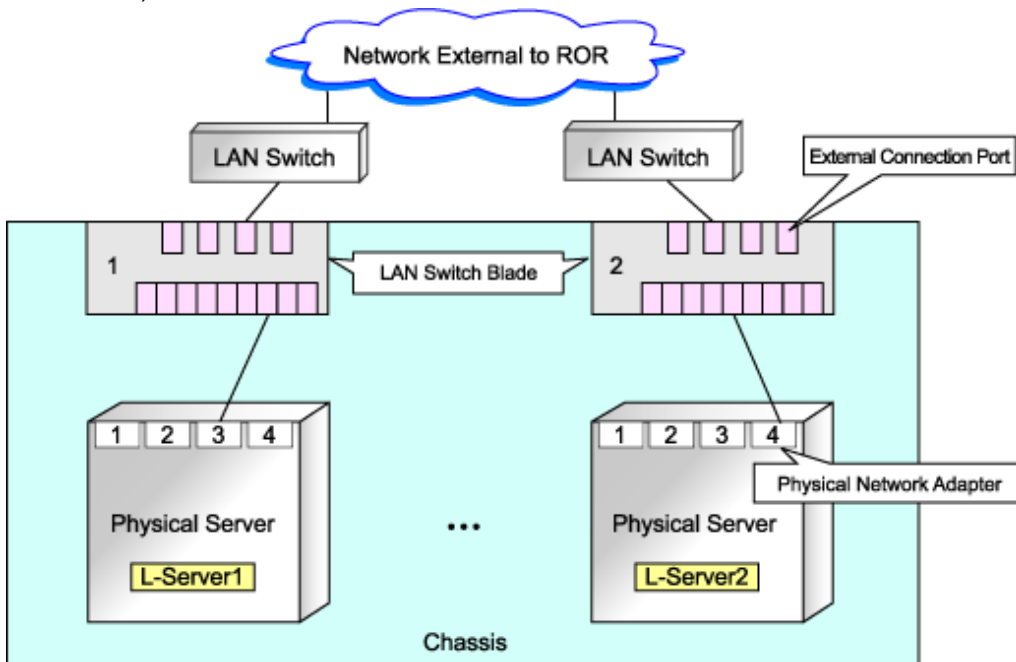 Network External to ROR
LAN Switch
LAN Switch
External Connection Port
1
LAN Switch Blade
2
1 2 3 4
1 2 3 4
Physical Network Adapter
Physical Server
...
Physical Server
L-Server1
L-Server2
Chassis